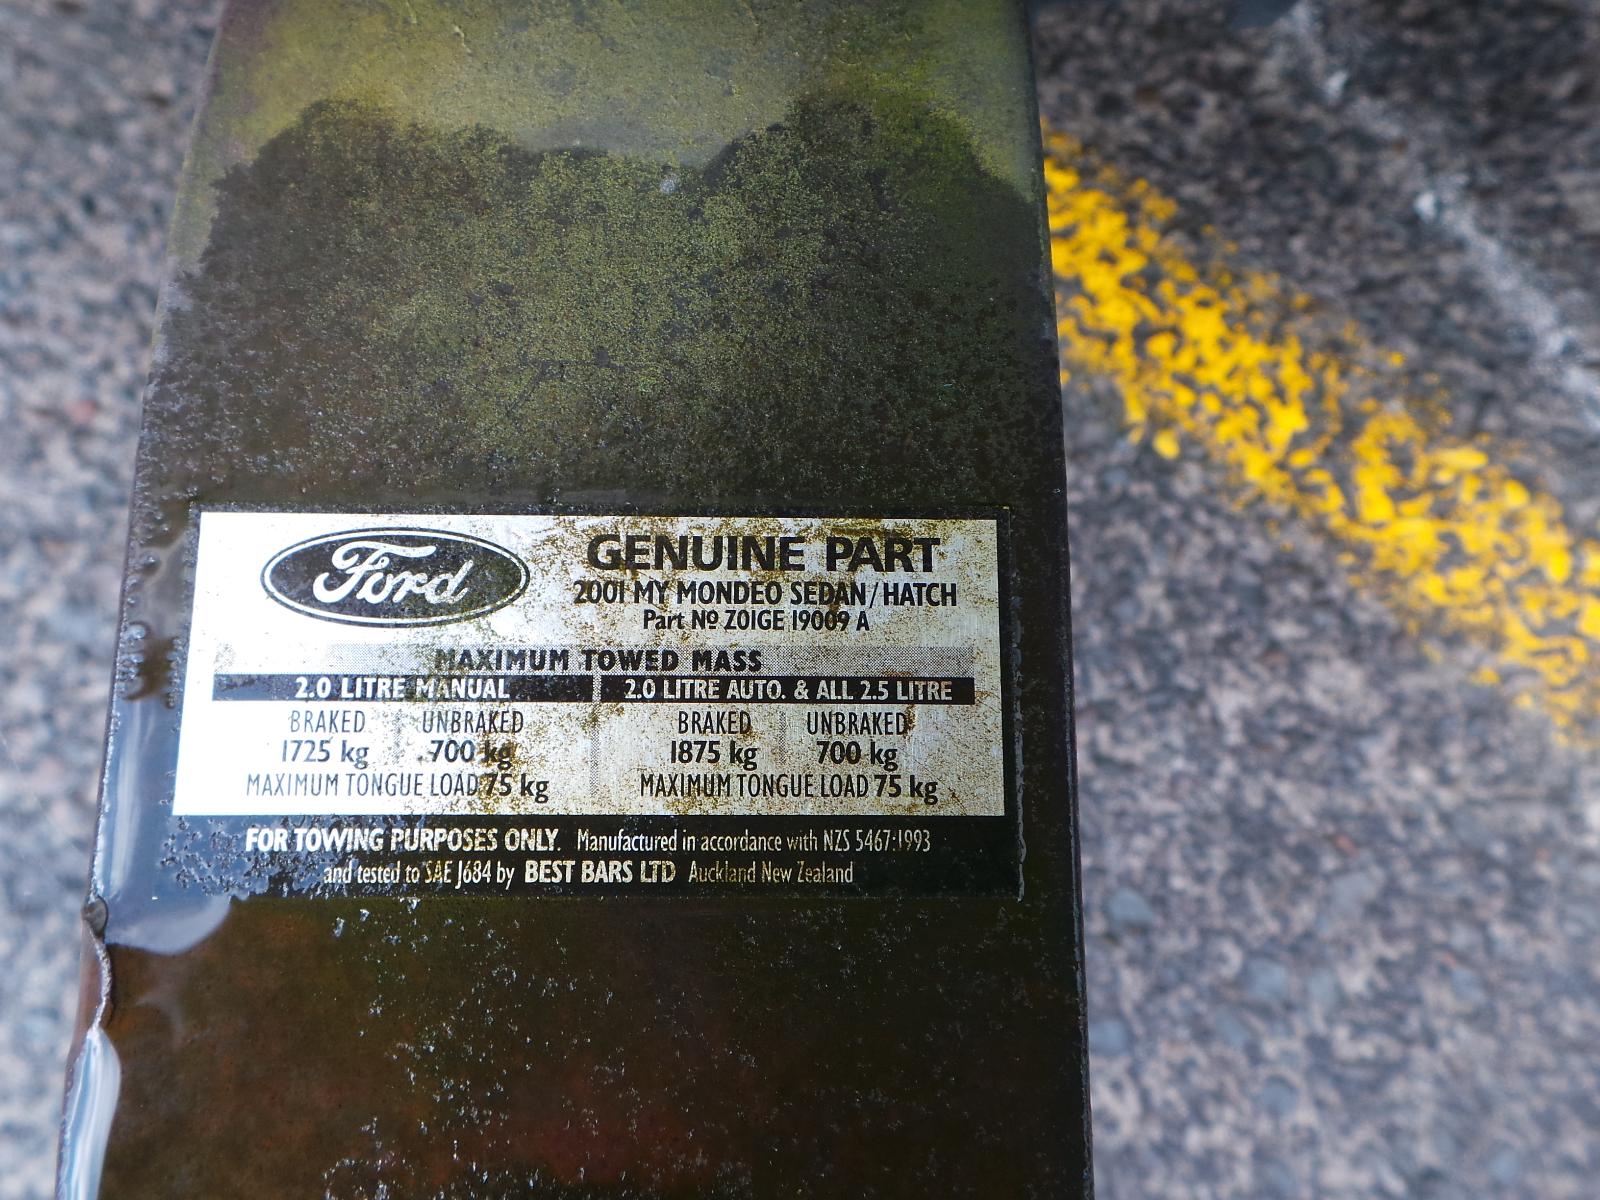 Ford
GENUINE PART
2001 MY MONDEO SEDAN/HATCH
Part Nº Z01GE 19009 A
MAXIMUM TOWED MASS
2.0 LITRE MANUAL 2.0 LITRE AUTO. & ALL 2.5 LITRE
BRAKED UNBRAKED BRAKED UNBRAKED
1725 kg 700 kg 1875 kg 700 kg
MAXIMUM TONGUE LOAD 75 kg MAXIMUM TONGUE LOAD 75 kg
FOR TOWING PURPOSES ONLY. Manufactured in accordance with NZS 5467:1993
and tested to SAE J684 by BEST BARS LTD Auckland New Zealand